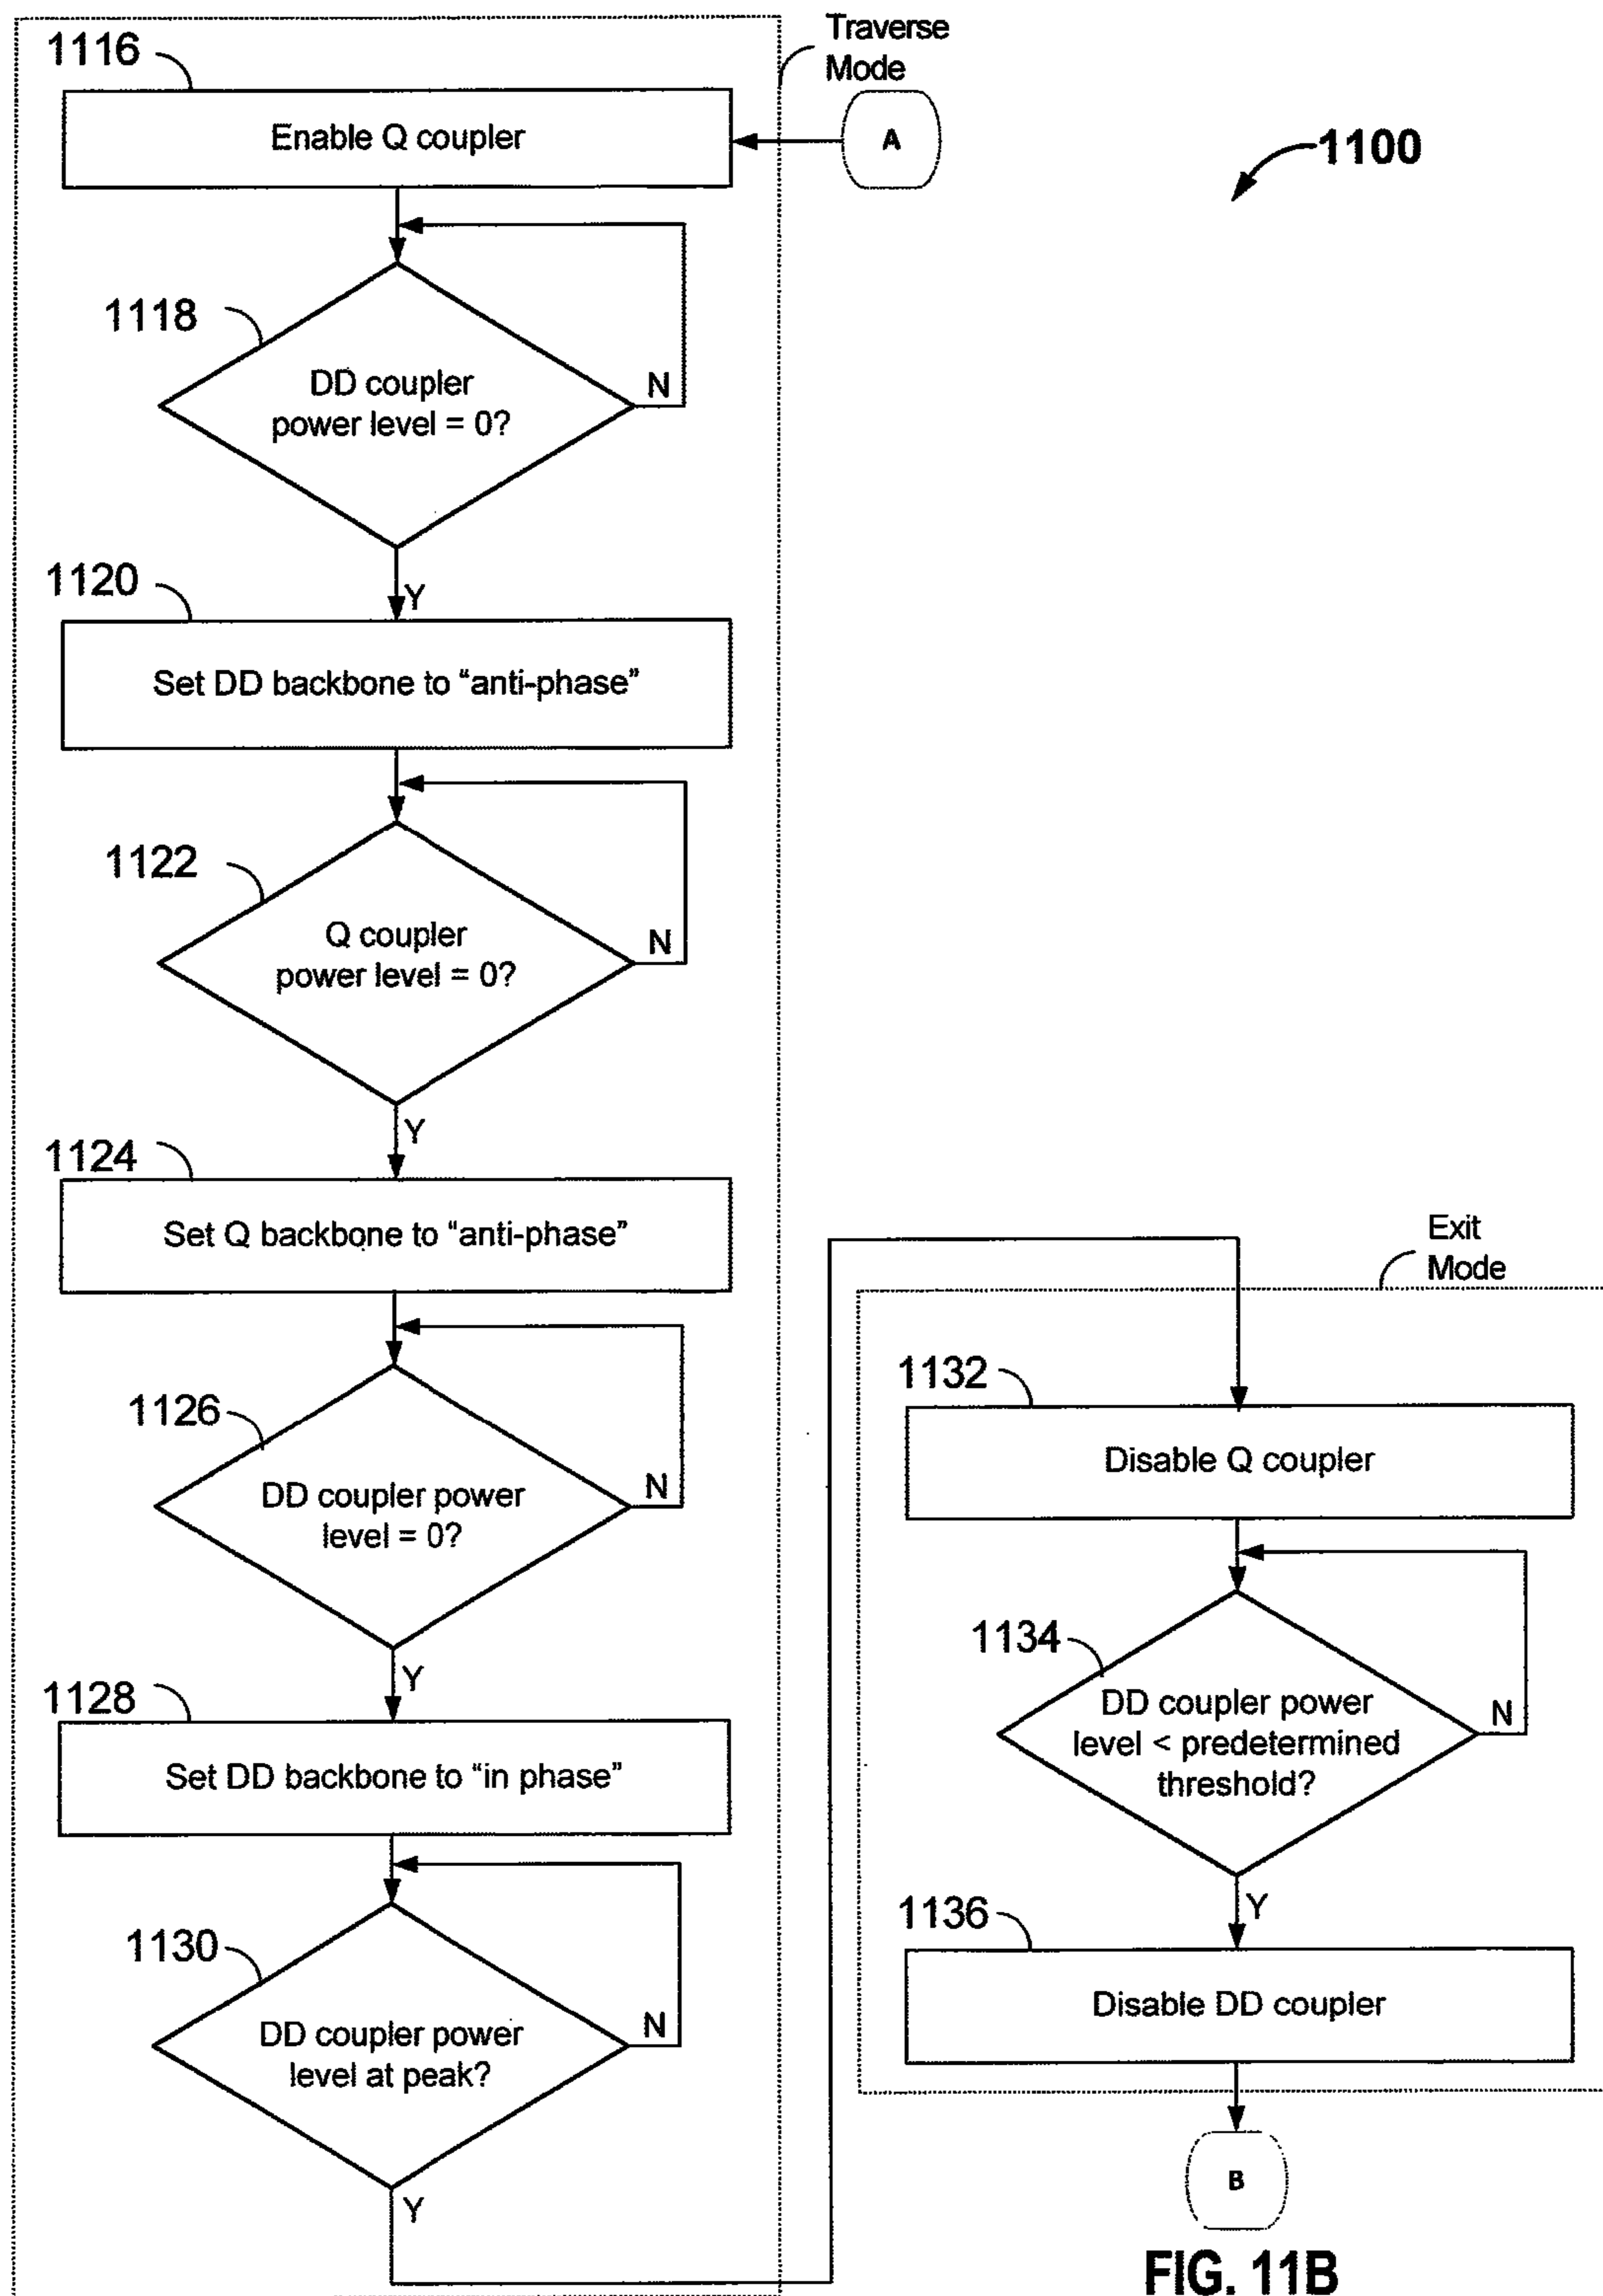 1116
Traverse
Mode
Enable Q coupler
A
1100
1118
DD coupler
power level = 0?
N
Y
1120
Set DD backbone to “anti-phase”
1122
Q coupler
power level = 0?
N
Y
1124
Set Q backbone to “anti-phase”
1126
DD coupler power
level = 0?
N
Y
1128
Set DD backbone to “in phase”
1130
DD coupler power
level at peak?
N
Y
Exit
Mode
1132
Disable Q coupler
1134
DD coupler power
level < predetermined
threshold?
N
Y
1136
Disable DD coupler
B
FIG. 11B